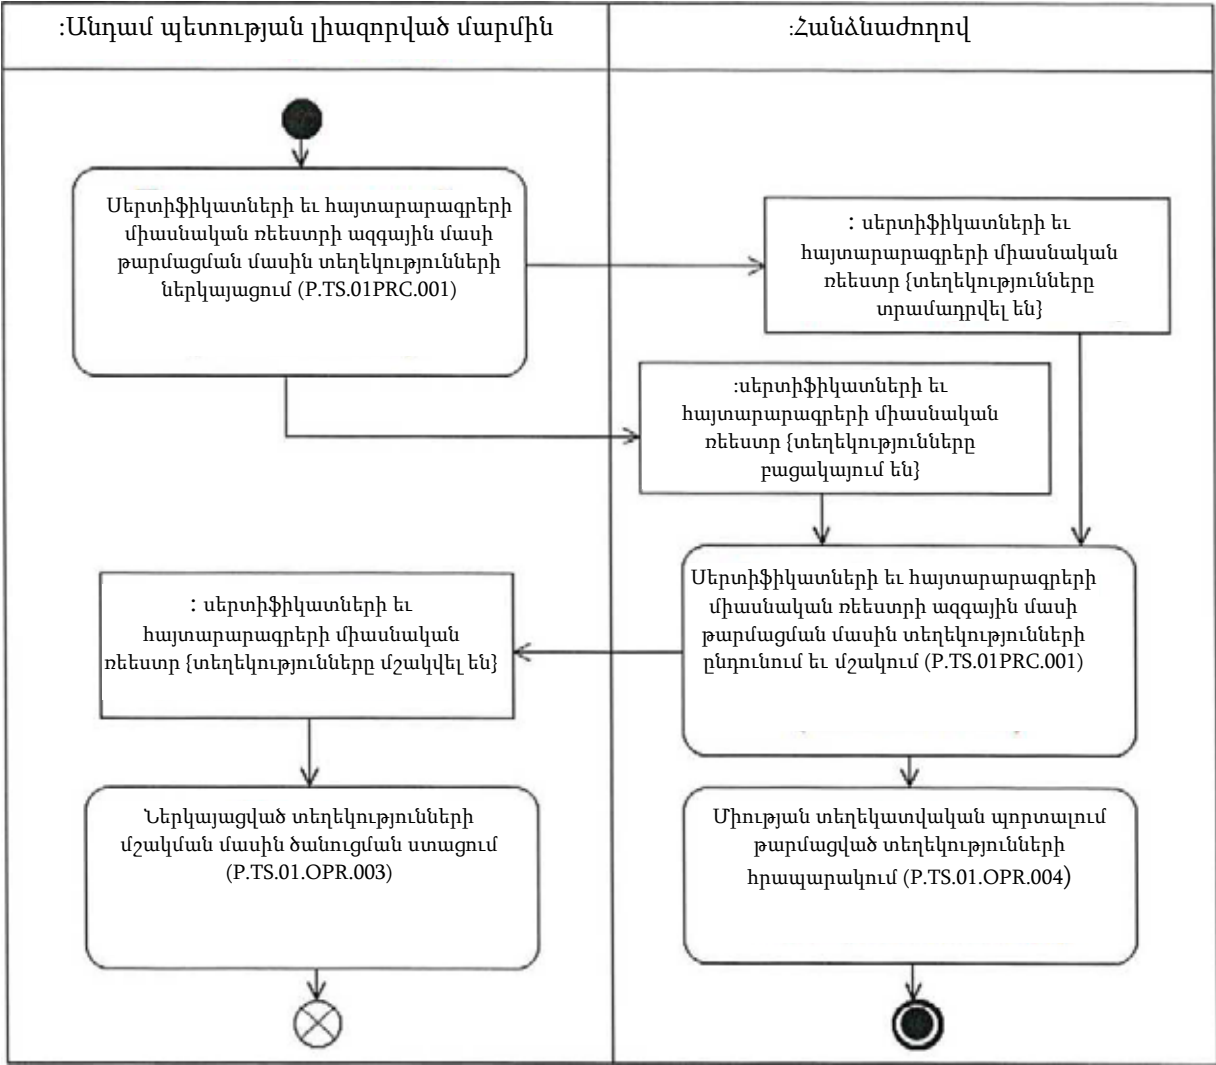 :Անդամ պետության լիազորված մարմին
:Հանձնաժողով
Սերտիֆիկատների եւ հայտարարագրերի
միասնական ռեեստրի ազգային մասի
թարմացման մասին տեղեկությունների
ներկայացում (P.TS.01PRC.001)
: սերտիֆիկատների եւ
հայտարարագրերի միասնական
ռեեստր {տեղեկությունները
տրամադրվել են}
:սերտիֆիկատների եւ
հայտարարագրերի միասնական
ռեեստր {տեղեկությունները
բացակայում են}
Սերտիֆիկատների եւ հայտարարագրերի
միասնական ռեեստրի ազգային մասի
թարմացման մասին տեղեկությունների
ընդունում եւ մշակում (P.TS.01PRC.001)
: սերտիֆիկատների եւ
հայտարարագրերի միասնական
ռեեստր {տեղեկությունները մշակվել են}
Ներկայացված տեղեկությունների
մշակման մասին ծանուցման ստացում
(P.TS.01.OPR.003)
Միության տեղեկատվական պորտալում
թարմացված տեղեկությունների
հրապարակում (P.TS.01.OPR.004)